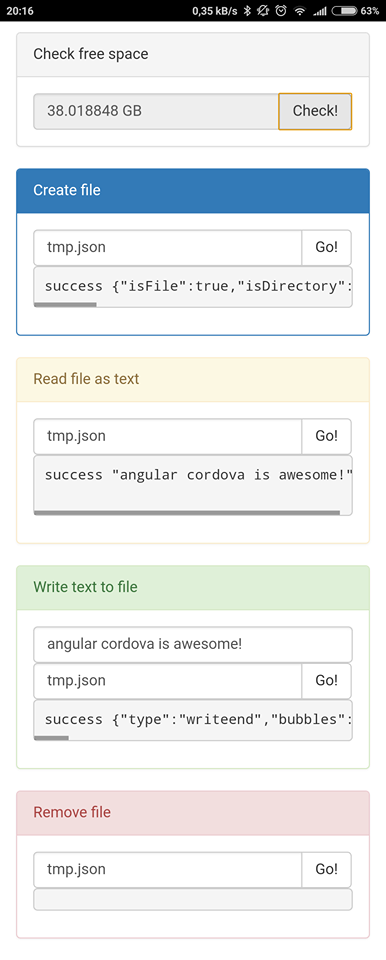 20:16 0,35 kB/s 63%
Check free space
38.018848 GB Check!
Create file
tmp.json Go!
success {"isFile":true,"isDirectory":
Read file as text
tmp.json Go!
success "angular cordova is awesome!"
Write text to file
angular cordova is awesome!
tmp.json Go!
success {"type":"writeend","bubbles":
Remove file
tmp.json Go!